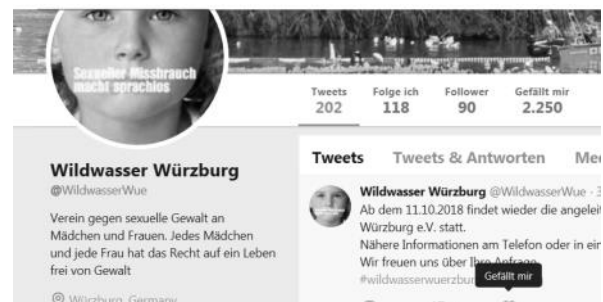 Sexueller Missbrauch
macht sprachlos
Tweets
202
Folge ich
118
Follower
90
Gefällt mir
2.250
Wildwasser Würzburg
@WildwasserWue
Verein gegen sexuelle Gewalt an
Mädchen und Frauen. Jedes Mädchen
und jede Frau hat das Recht auf ein Leben
frei von Gewalt
Würzburg, Germany
Tweets Tweets & Antworten
Wildwasser Würzburg @WildwasserWue · 3
Ab dem 11.10.2018 findet wieder die
Würzburg e.V. statt.
Nähere Informationen am Telefon oder in
Wir freuen uns über Ihre Anfrage
Gefällt mir